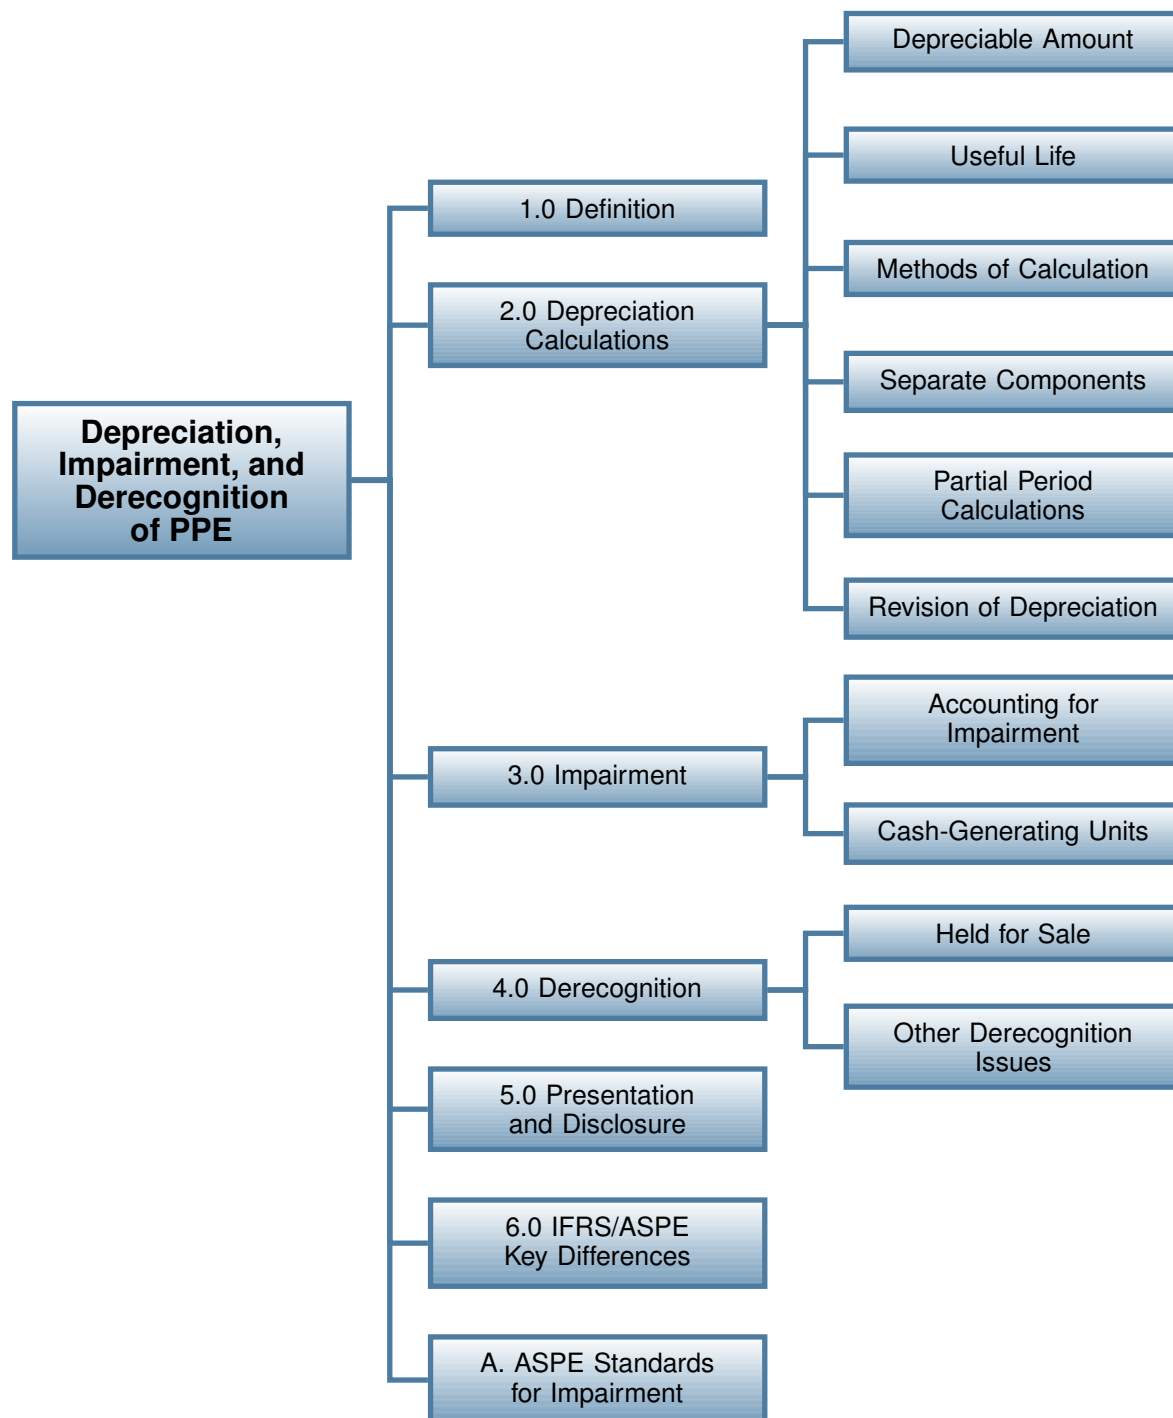 Depreciation,
Impairment, and
Derecognition
of PPE
1.0 Definition
2.0 Depreciation
Calculations
Depreciable Amount
Useful Life
Methods of Calculation
Separate Components
Partial Period
Calculations
Revision of Depreciation
3.0 Impairment
Accounting for
Impairment
Cash-Generating Units
4.0 Derecognition
Held for Sale
Other Derecognition
Issues
5.0 Presentation
and Disclosure
6.0 IFRS/ASPE
Key Differences
A. ASPE Standards
for Impairment